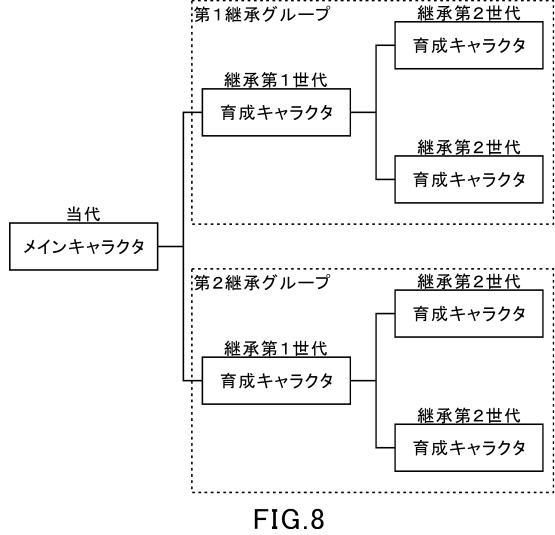 第１継承グループ
継承第２世代
育成キャラクタ
継承第１世代
育成キャラクタ
継承第２世代
育成キャラクタ
当代
メインキャラクタ
第２継承グループ
継承第２世代
育成キャラクタ
継承第１世代
育成キャラクタ
継承第２世代
育成キャラクタ
FIG.8